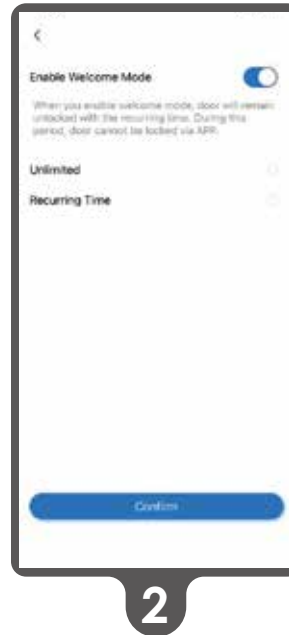 Enable Welcome Mode
When you enable welcome mode, door will remain
unlocked with the recurring time. During this
period, door cannot be locked via APP.
Unlimited
Recurring Time
Confirm
2